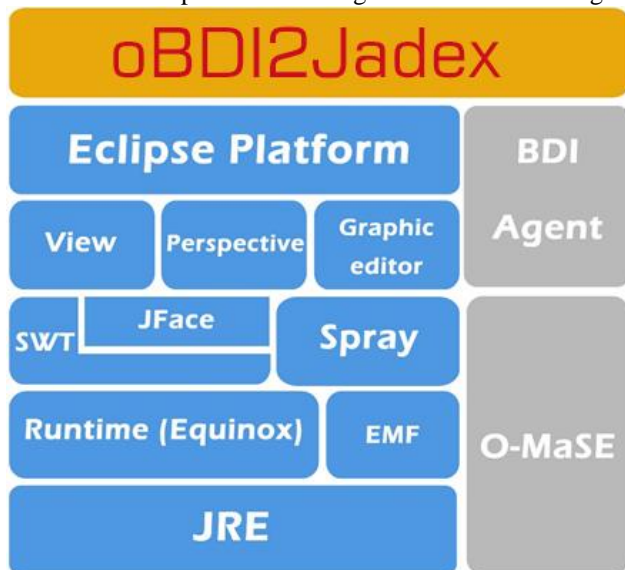 oBDI2Jadex
Eclipse Platform
BDI
Agent
View
Perspective
Graphic
editor
SWT
JFace
Spray
Runtime (Equinox)
EMF
O-MaSE
JRE